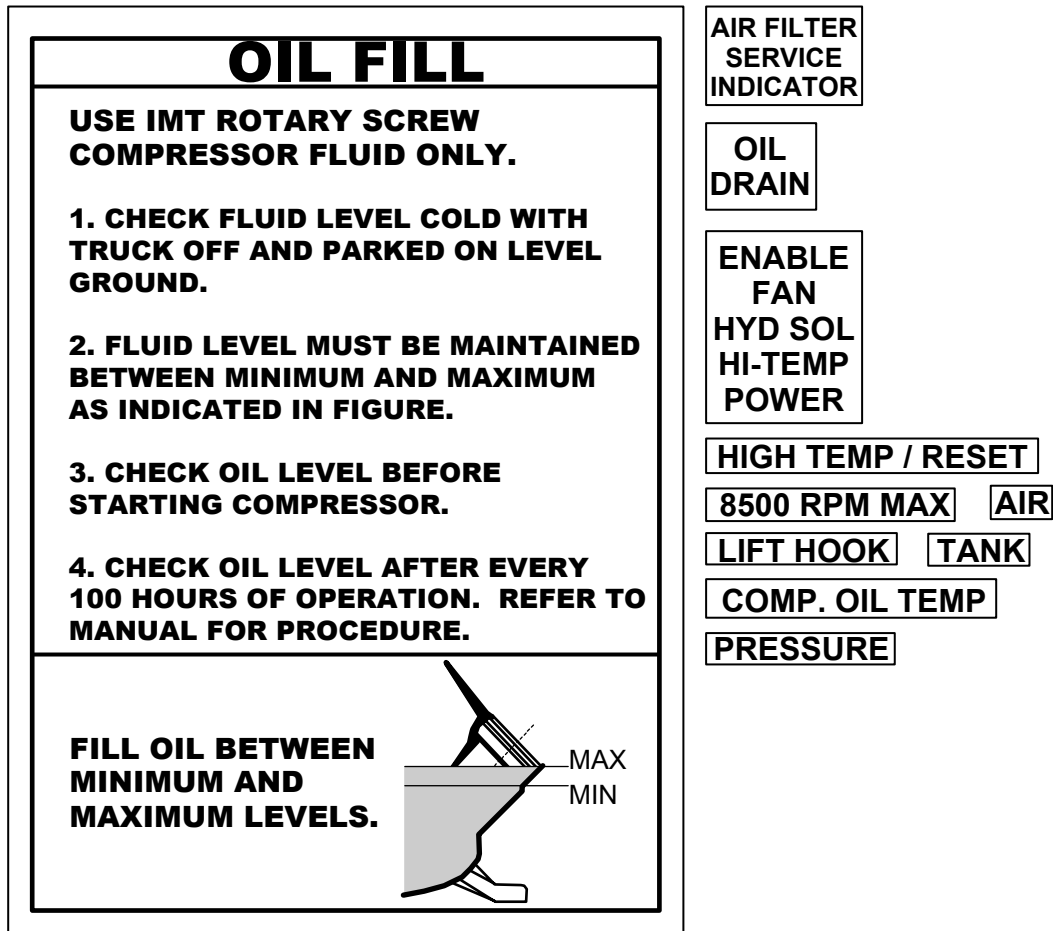 OIL FILL
USE IMT ROTARY SCREW
COMPRESSOR FLUID ONLY.
1. CHECK FLUID LEVEL COLD WITH
TRUCK OFF AND PARKED ON LEVEL
GROUND.
2. FLUID LEVEL MUST BE MAINTAINED
BETWEEN MINIMUM AND MAXIMUM
AS INDICATED IN FIGURE.
3. CHECK OIL LEVEL BEFORE
STARTING COMPRESSOR.
4. CHECK OIL LEVEL AFTER EVERY
100 HOURS OF OPERATION.  REFER TO
MANUAL FOR PROCEDURE.
FILL OIL BETWEEN
MINIMUM AND
MAXIMUM LEVELS.
MAX
MIN
AIR FILTER
SERVICE
INDICATOR
OIL
DRAIN
ENABLE
FAN
HYD SOL
HI-TEMP
POWER
HIGH TEMP / RESET
8500 RPM MAX
AIR
LIFT HOOK
TANK
COMP. OIL TEMP
PRESSURE